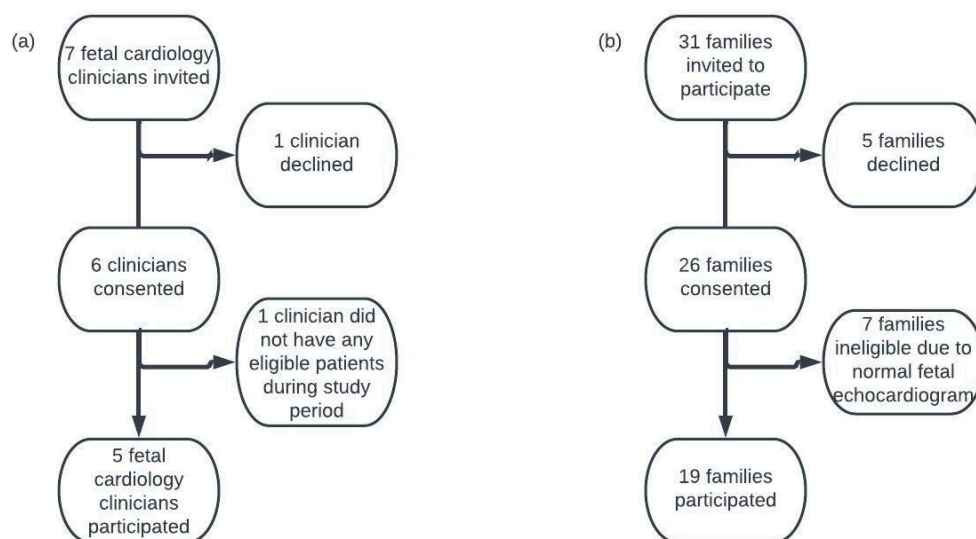 (a)
7 fetal cardiology
clinicians invited
1 clinician
declined
6 clinicians
consented
1 clinician did
not have any
eligible patients
during study
period
5 fetal
cardiology
clinicians
participated
(b)
31 families
invited to
participate
5 families
declined
26 families
consented
7 families
ineligible due to
normal fetal
echocardiogram
19 families
participated